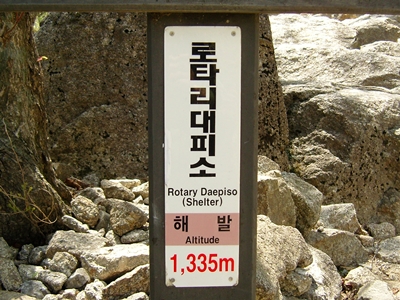 로타리대피소
Rotary Daepiso
(Shelter)
해 발
Altitude
1,335m